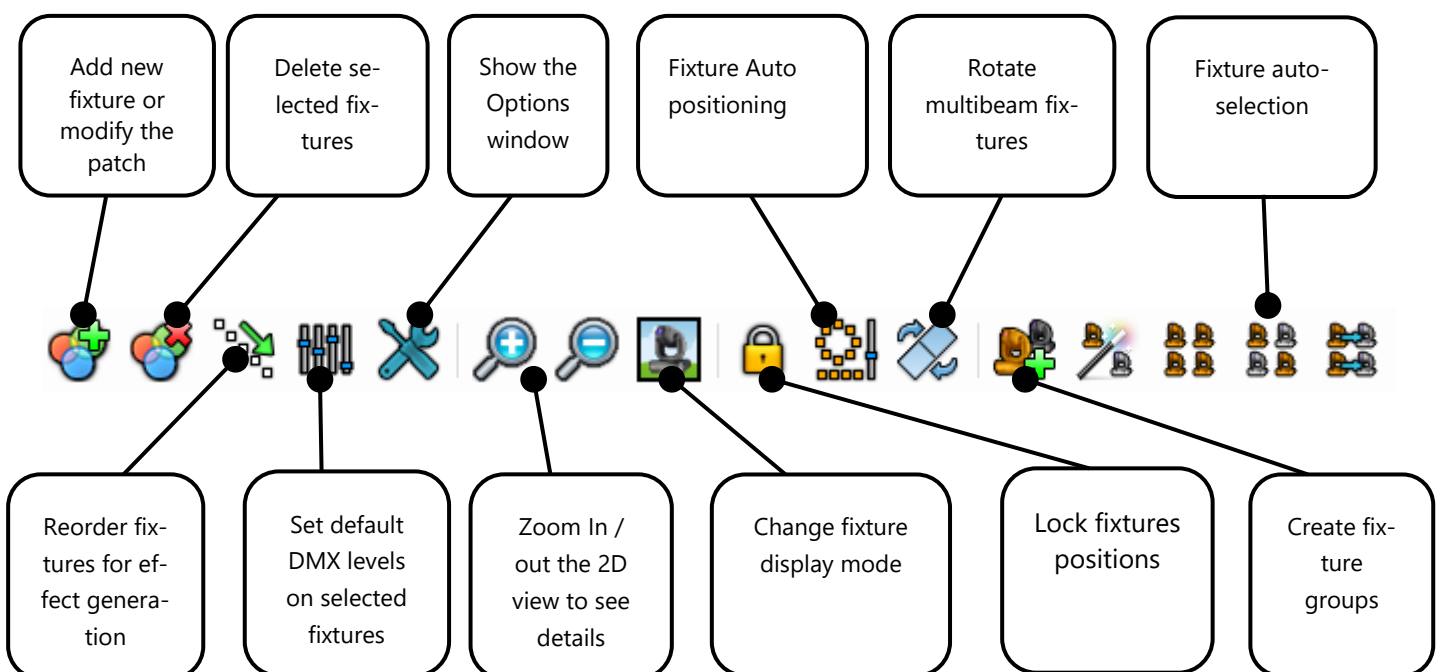 Add new
fixture or
modify the
patch
Delete se-
lected fix-
tures
Show the
Options
window
Fixture Auto
positioning
Rotate
multibeam fix-
tures
Fixture auto-
selection
Reorder fix-
tures for ef-
fect genera-
tion
Set default
DMX levels
on selected
fixtures
Zoom In /
out the 2D
view to see
details
Change fixture
display mode
Lock fixtures
positions
Create fix-
ture
groups